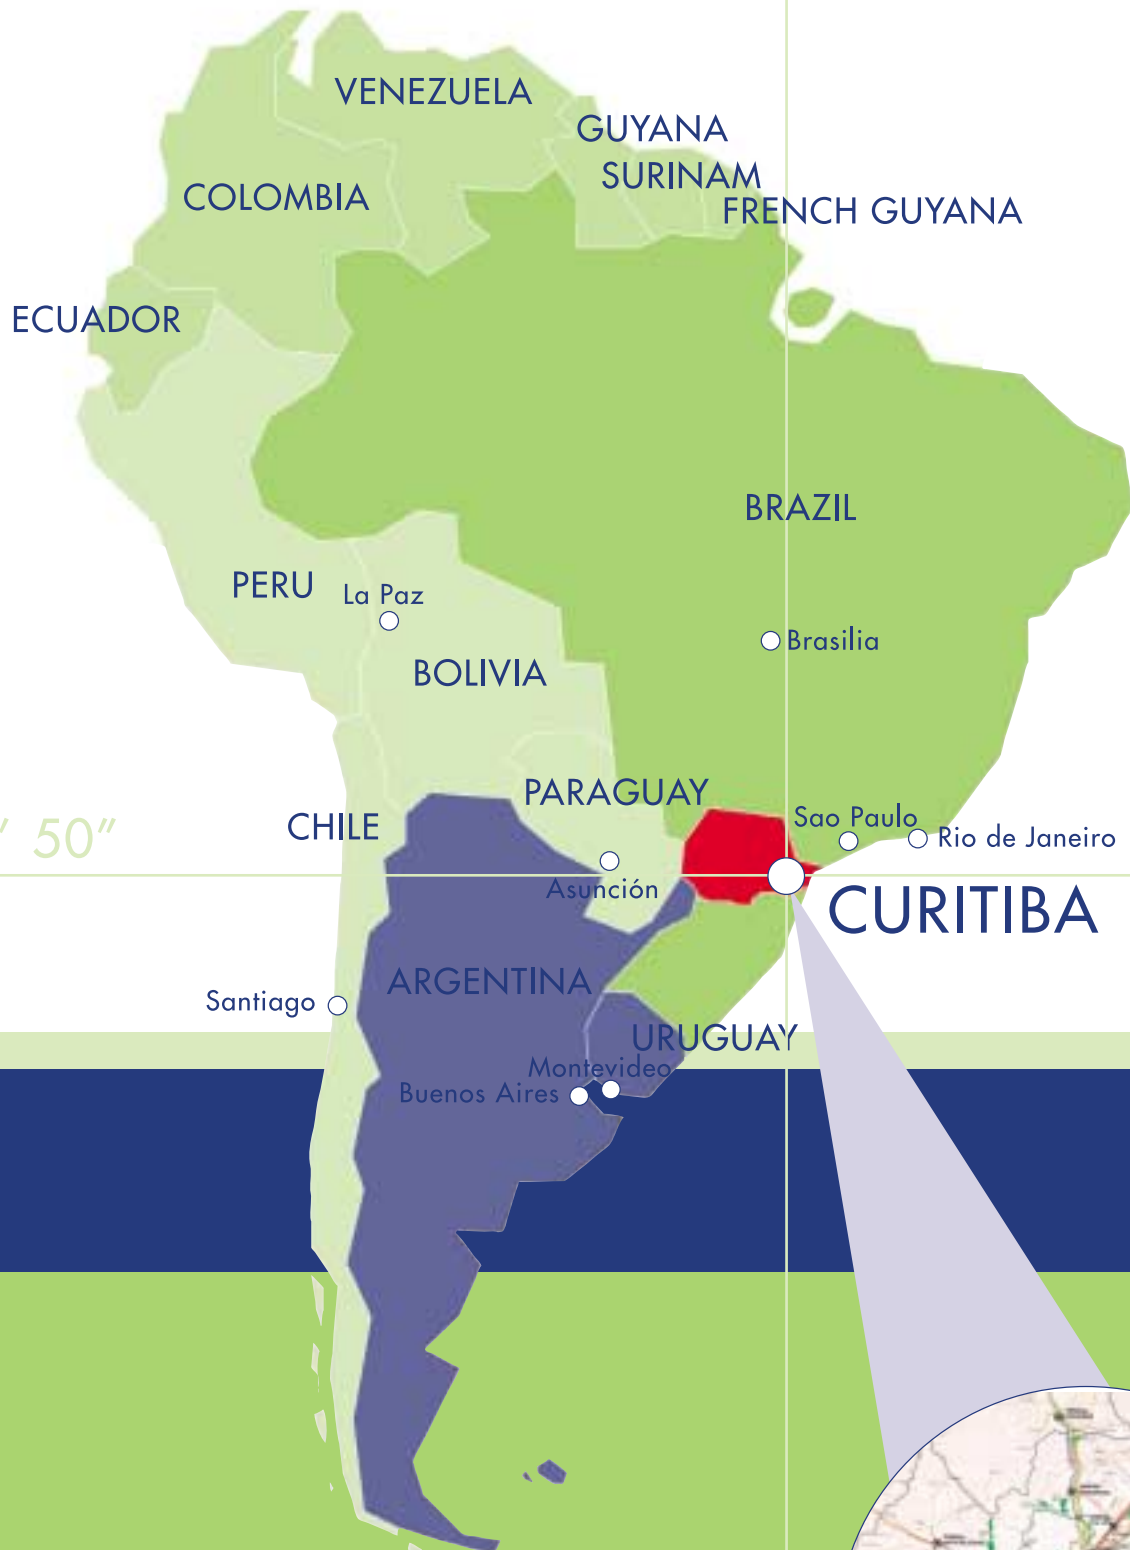 VENEZUELA
GUYANA
SURINAM
COLOMBIA
FRENCH GUYANA
ECUADOR
BRAZIL
PERU
La Paz
Brasilia
BOLIVIA
PARAGUAY
Sao Paulo
CHILE
Rio de Janeiro
50”
Asunción
CURITIBA
ARGENTINA
Santiago
URUGUAY
Montevideo
Buenos Aires